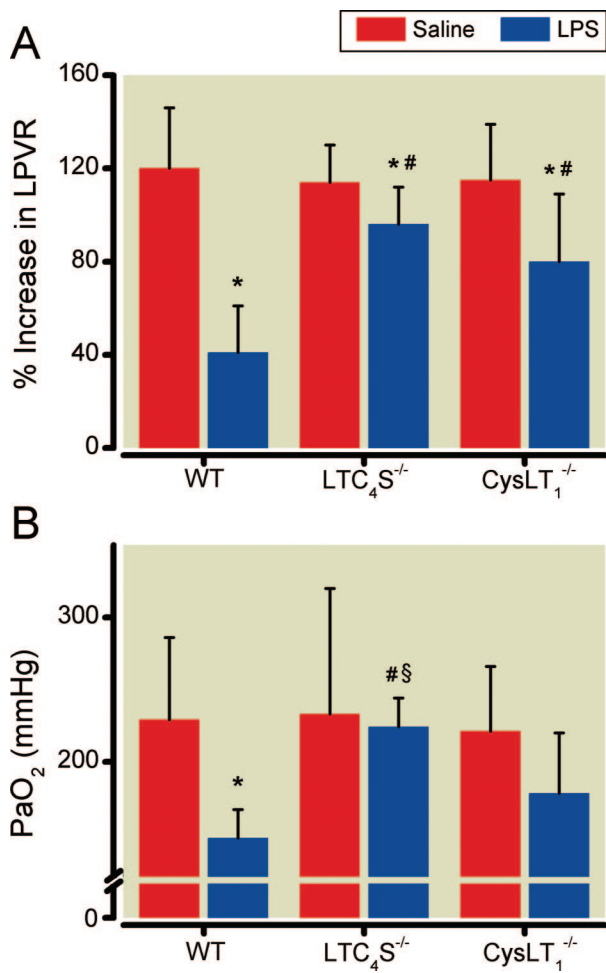 Saline LPS
A
160
120
80
40
0
% Increase in LPVR
*
* #
* #
WT LTC₄S⁻/⁻ CysLT₁⁻/⁻
B
300
200
0
PaO₂ (mmHg)
*
# §
WT LTC₄S⁻/⁻ CysLT₁⁻/⁻